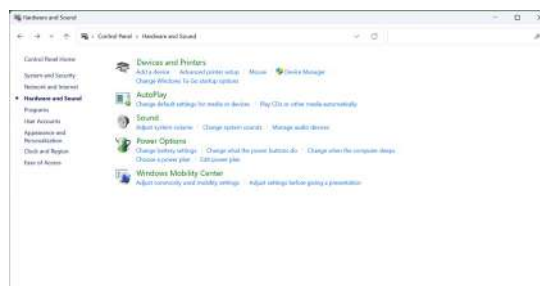 Hardware and Sound
Control Panel › Hardware and Sound
Control Panel Home
System and Security
Network and Internet
Hardware and Sound
Programs
User Accounts
Appearance and
Personalization
Clock and Region
Ease of Access
Devices and Printers
Add a device Advanced printer setup Mouse Device Manager
Change Windows To Go startup options
AutoPlay
Change default settings for media or devices Play CDs or other media automatically
Sound
Adjust system volume Change system sounds Manage audio devices
Power Options
Change battery settings Change what the power buttons do Change when the computer sleeps
Choose a power plan Edit power plan
Windows Mobility Center
Adjust commonly used mobility settings Adjust settings before giving a presentation